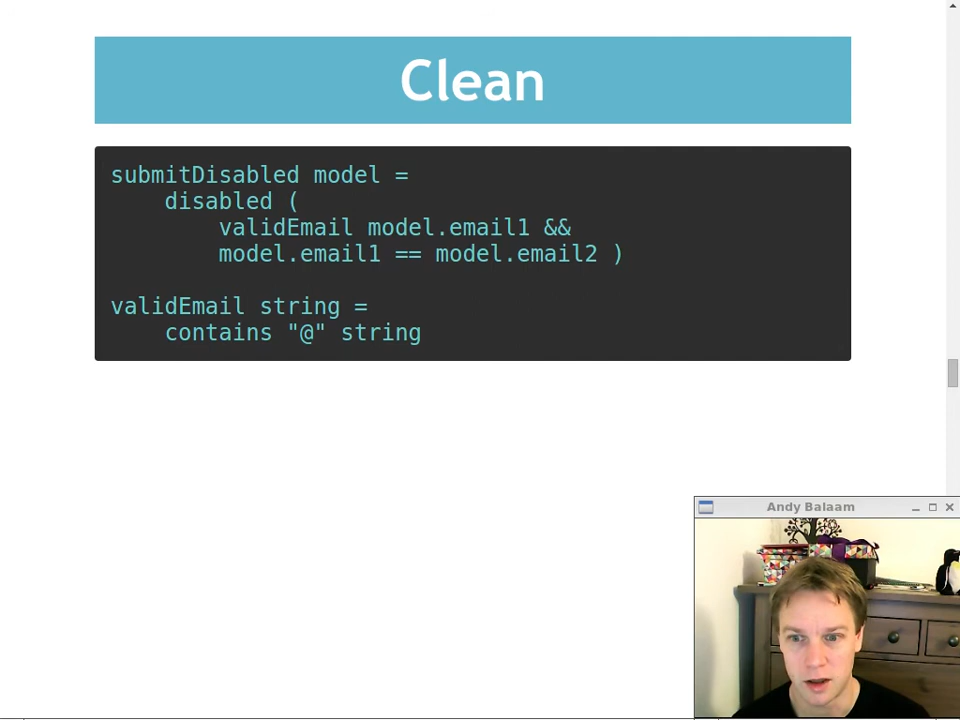 Clean
submitDisabled model =
    disabled (
        validEmail model.email1 &&
        model.email1 == model.email2 )
validEmail string =
    contains "@" string
Andy Balaam